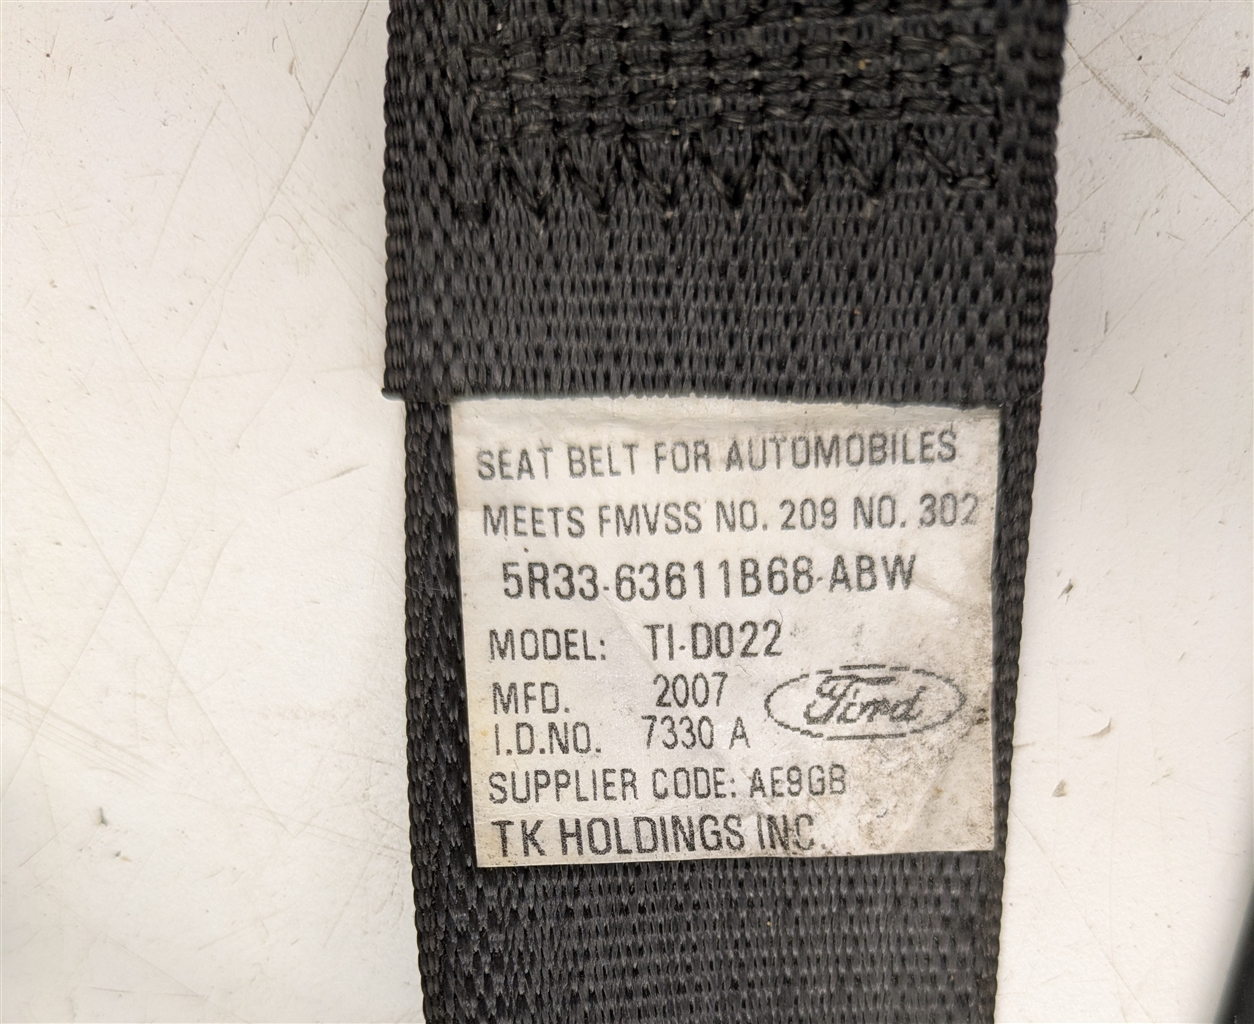 SEAT BELT FOR AUTOMOBILES
MEETS FMVSS NO. 209 NO. 302
5R33-63611B68-ABW
MODEL: TI-D022
MFD. 2007
Ford
I.D.NO. 7330 A
SUPPLIER CODE: AE9GB
TK HOLDINGS INC.